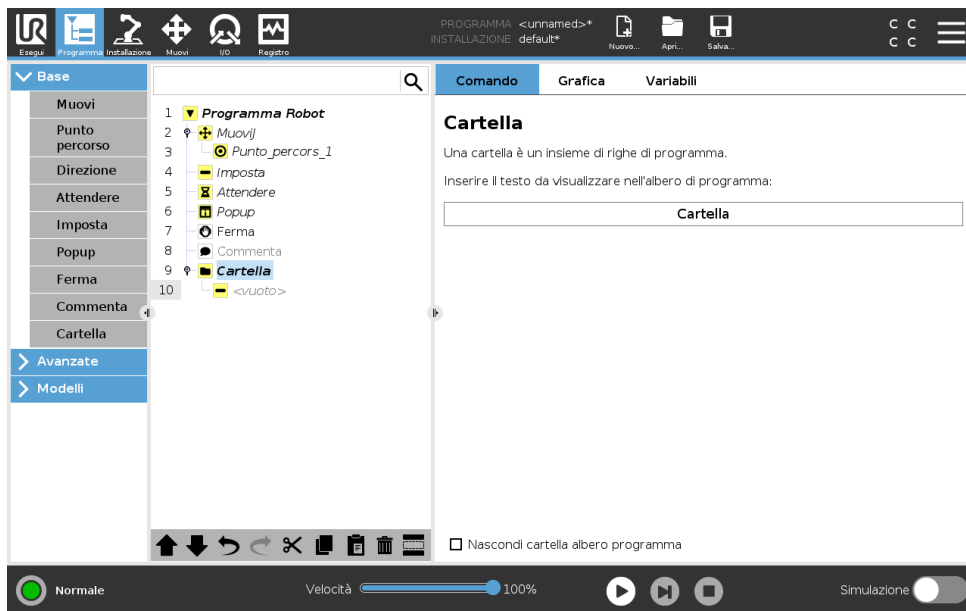 PROGRAMMA <unnamed>*
INSTALLAZIONE default*
Esegui
Programma
Installazione
Muovi
I/O
Registro
Nuovo...
Apri...
Salva...
C C
C C
Base
Muovi
Punto
percorso
Direzione
Attendere
Imposta
Popup
Ferma
Commenta
Cartella
Avanzate
Modelli
1 Programma Robot
2 MuoviJ
3 Punto_percors_1
4 Imposta
5 Attendere
6 Popup
7 Ferma
8 Commenta
9 Cartella
10 <vuoto>
Comando Grafica Variabili
Cartella
Una cartella è un insieme di righe di programma.
Inserire il testo da visualizzare nell'albero di programma:
Cartella
Nascondi cartella albero programma
Normale
Velocità 100%
Simulazione